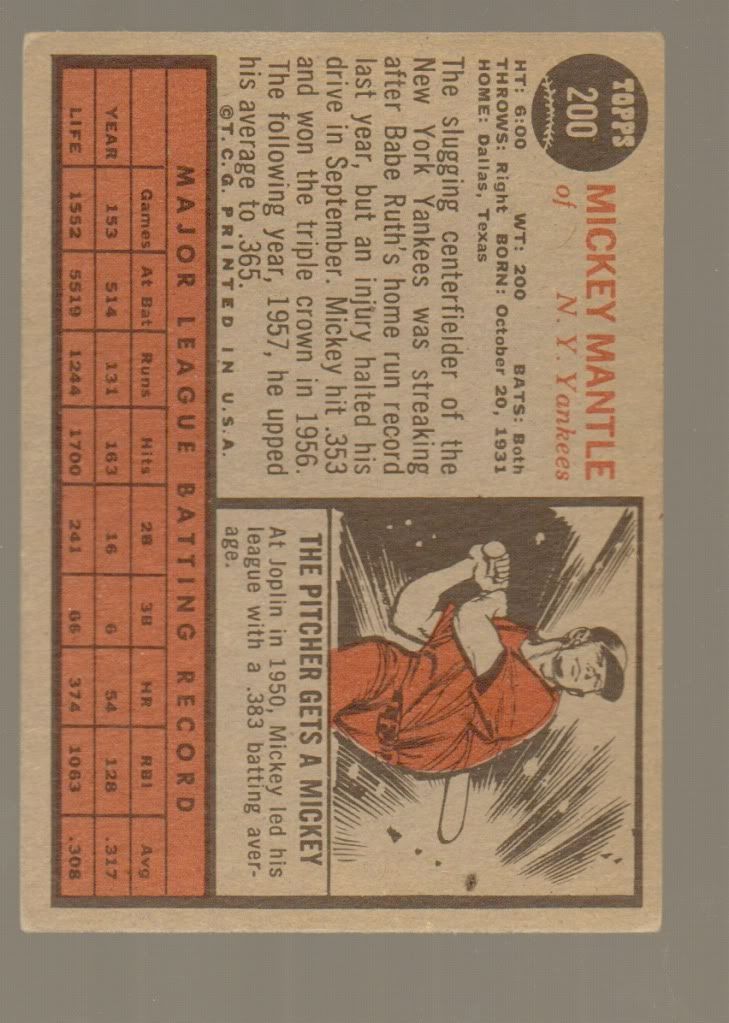 TOPPS
200
MICKEY MANTLE
of N. Y. Yankees
HT: 6:00 WT: 200 BATS: Both
THROWS: Right BORN: October 20, 1931
HOME: Dallas, Texas
The slugging centerfielder of the
New York Yankees was streaking
after Babe Ruth's home run record
last year, but an injury halted his
drive in September. Mickey hit .353
and won the triple crown in 1956.
The following year, 1957, he upped
his average to .365.
©T.C.G. PRINTED IN U.S.A.
THE PITCHER GETS A MICKEY
At Joplin in 1950, Mickey led his
league with a .383 batting aver-
age.
MAJOR LEAGUE BATTING RECORD
Games At Bat Runs Hits 2B 3B HR RBI Avg
YEAR 153 514 131 163 16 6 54 128 .317
LIFE 1552 5519 1244 1700 241 66 374 1063 .308